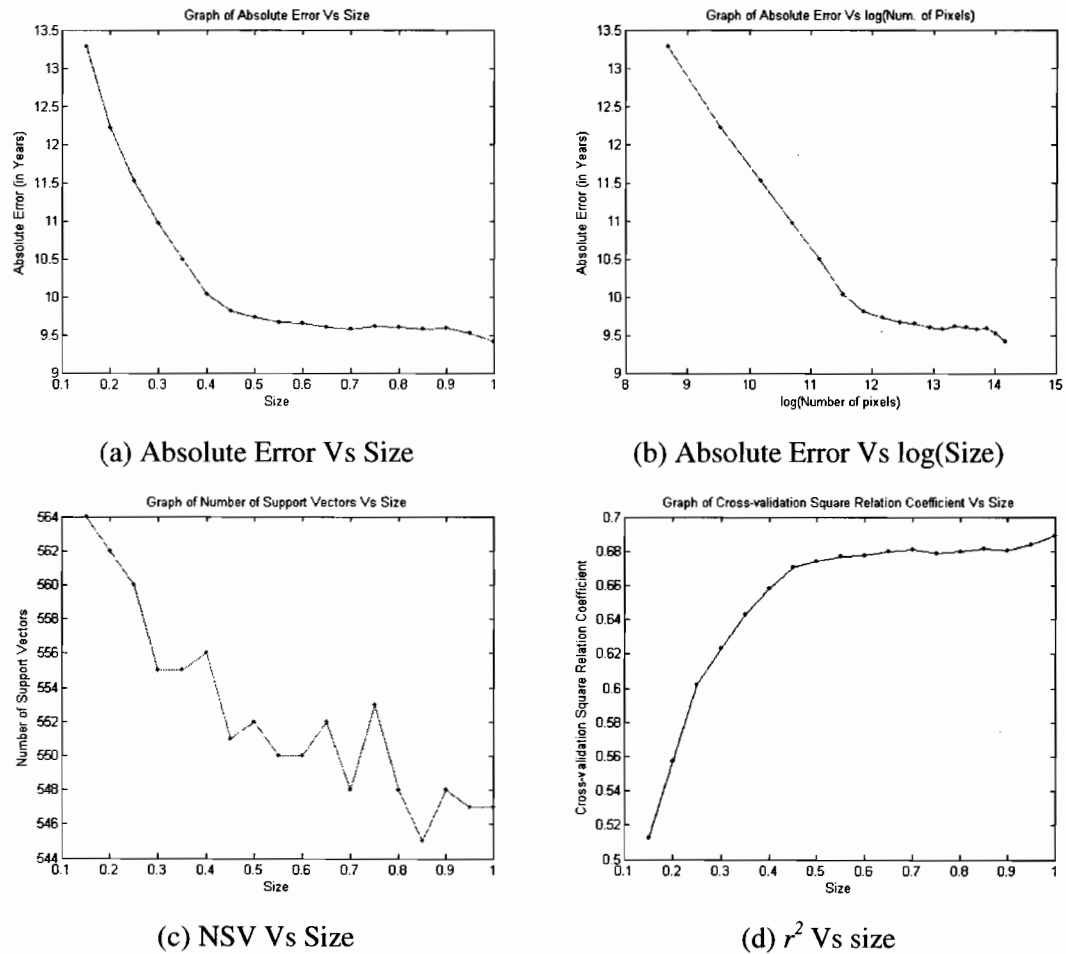 Graph of Absolute Error Vs Size
13.5
13
12.5
12
11.5
11
10.5
10
9.5
9
Absolute Error (in Years)
0.1 0.2 0.3 0.4 0.5 0.6 0.7 0.8 0.9 1
Size
(a) Absolute Error Vs Size
Graph of Absolute Error Vs log(Num. of Pixels)
13.5
13
12.5
12
11.5
11
10.5
10
9.5
9
Absolute Error (in Years)
8 9 10 11 12 13 14 15
log(Number of pixels)
(b) Absolute Error Vs log(Size)
Graph of Number of Support Vectors Vs Size
564
562
560
558
556
554
552
550
548
546
544
Number of Support Vectors
0.1 0.2 0.3 0.4 0.5 0.6 0.7 0.8 0.9 1
Size
(c) NSV Vs Size
Graph of Cross-validation Square Relation Coefficient Vs Size
0.7
0.68
0.66
0.64
0.62
0.6
0.58
0.56
0.54
0.52
0.5
Cross-validation Square Relation Coefficient
0.1 0.2 0.3 0.4 0.5 0.6 0.7 0.8 0.9 1
Size
(d) r² Vs size